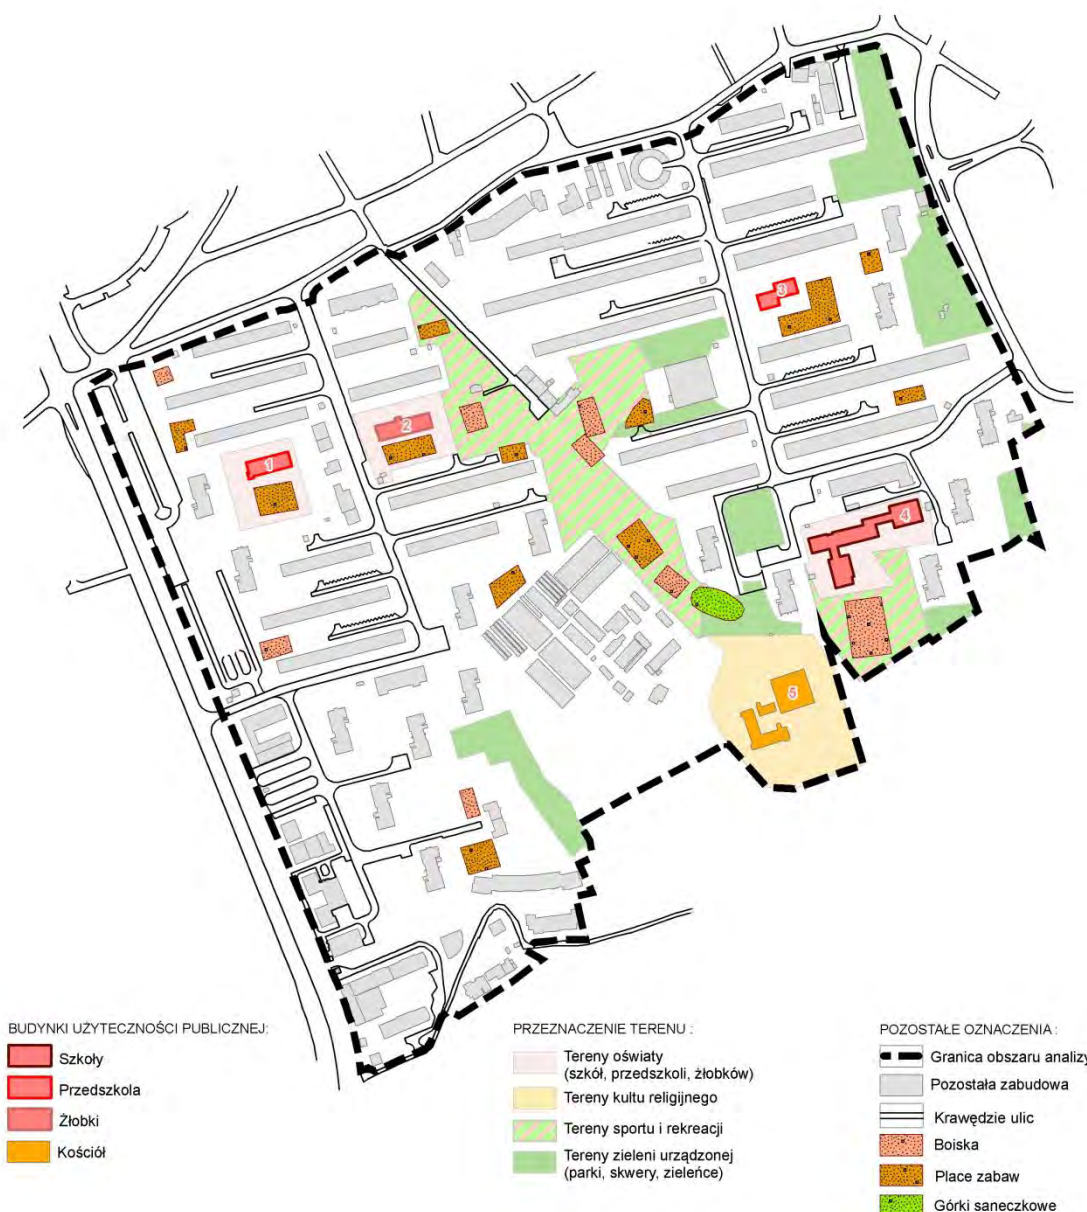 3
2
1
4
5
BUDYNKI UŻYTECZNOŚCI PUBLICZNEJ:
Szkoły
Przedszkola
Żłobki
Kościół
PRZEZNACZENIE TERENU :
Tereny oświaty
(szkół, przedszkoli, żłobków)
Tereny kultu religijnego
Tereny sportu i rekreacji
Tereny zieleni urządzonej
(parki, skwery, zieleńce)
POZOSTAŁE OZNACZENIA :
Granica obszaru analizy
Pozostała zabudowa
Krawędzie ulic
Boiska
Place zabaw
Górki saneczkowe